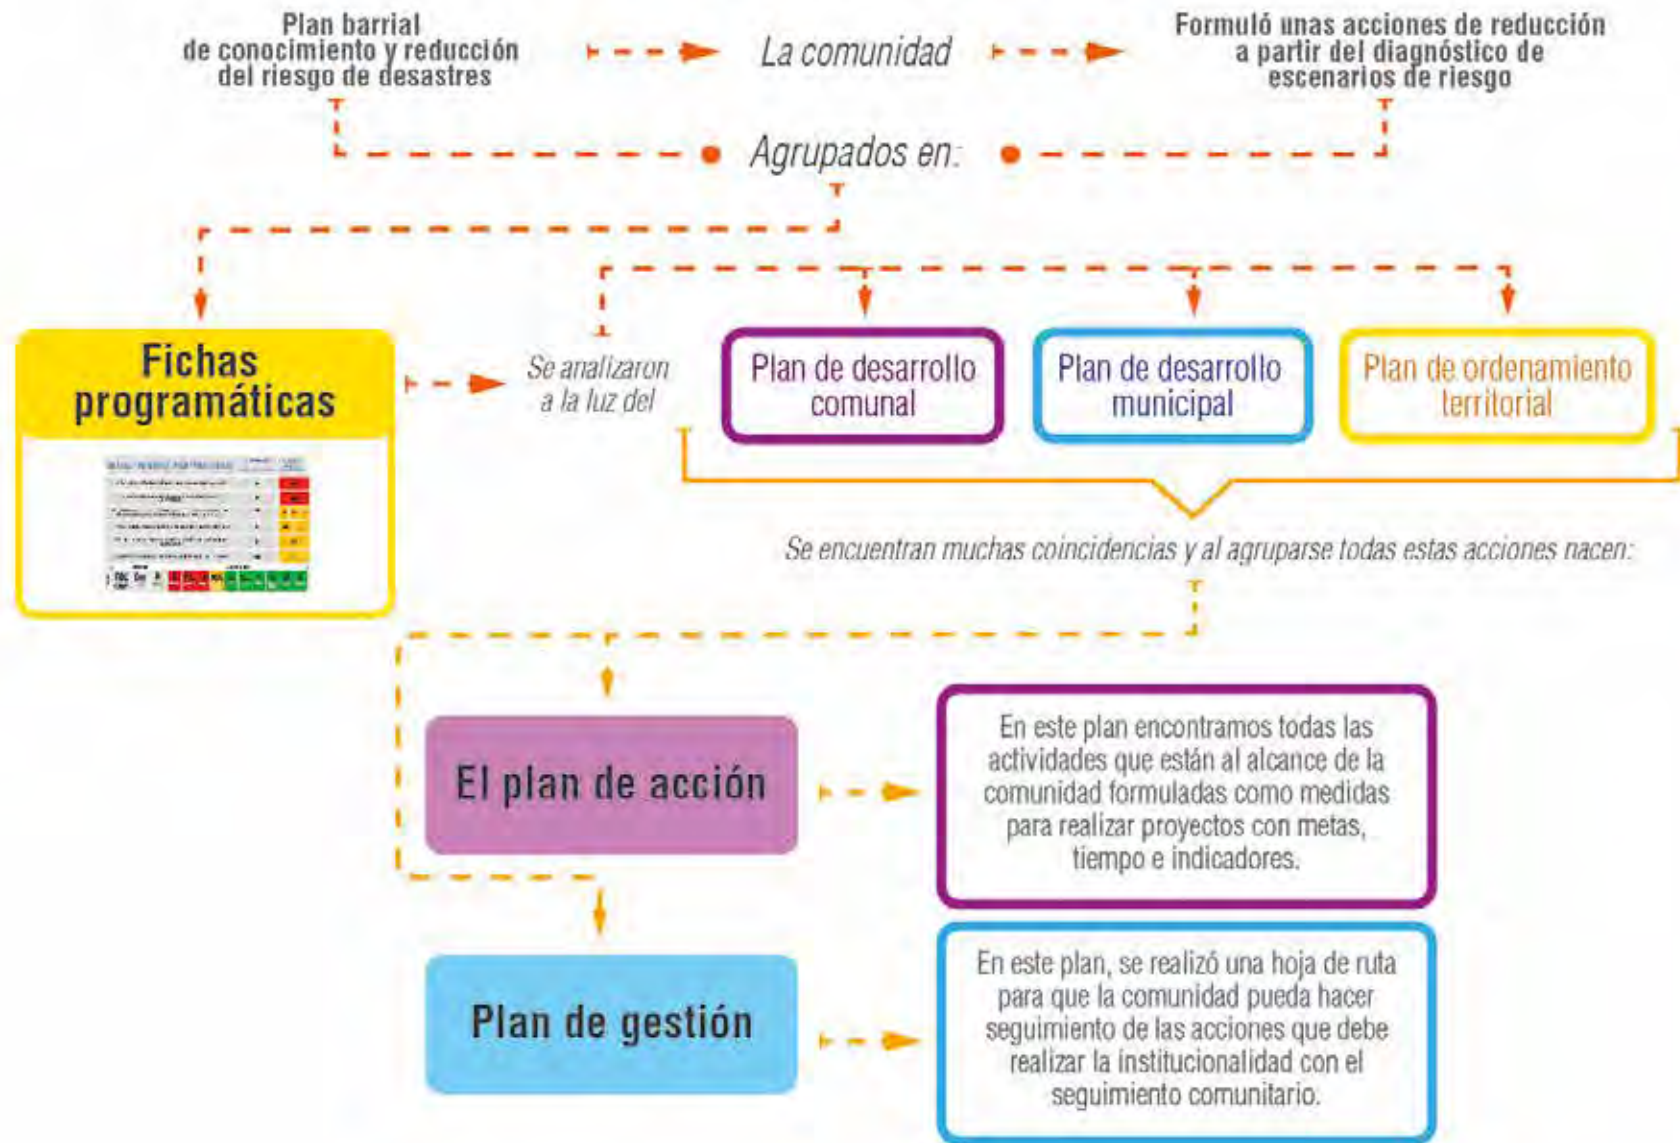 Plan barrial
de conocimiento y reducción
del riesgo de desastres
La comunidad
Formuló unas acciones de reducción
a partir del diagnóstico de
escenarios de riesgo
Agrupados en:
Fichas
programáticas
Se analizaron
a la luz del
Plan de desarrollo
comunal
Plan de desarrollo
municipal
Plan de ordenamiento
territorial
Se encuentran muchas coincidencias y al agruparse todas estas acciones nacen:
El plan de acción
En este plan encontramos todas las
actividades que están al alcance de la
comunidad formuladas como medidas
para realizar proyectos con metas,
tiempo e indicadores.
Plan de gestión
En este plan, se realizó una hoja de ruta
para que la comunidad pueda hacer
seguimiento de las acciones que debe
realizar la institucionalidad con el
seguimiento comunitario.